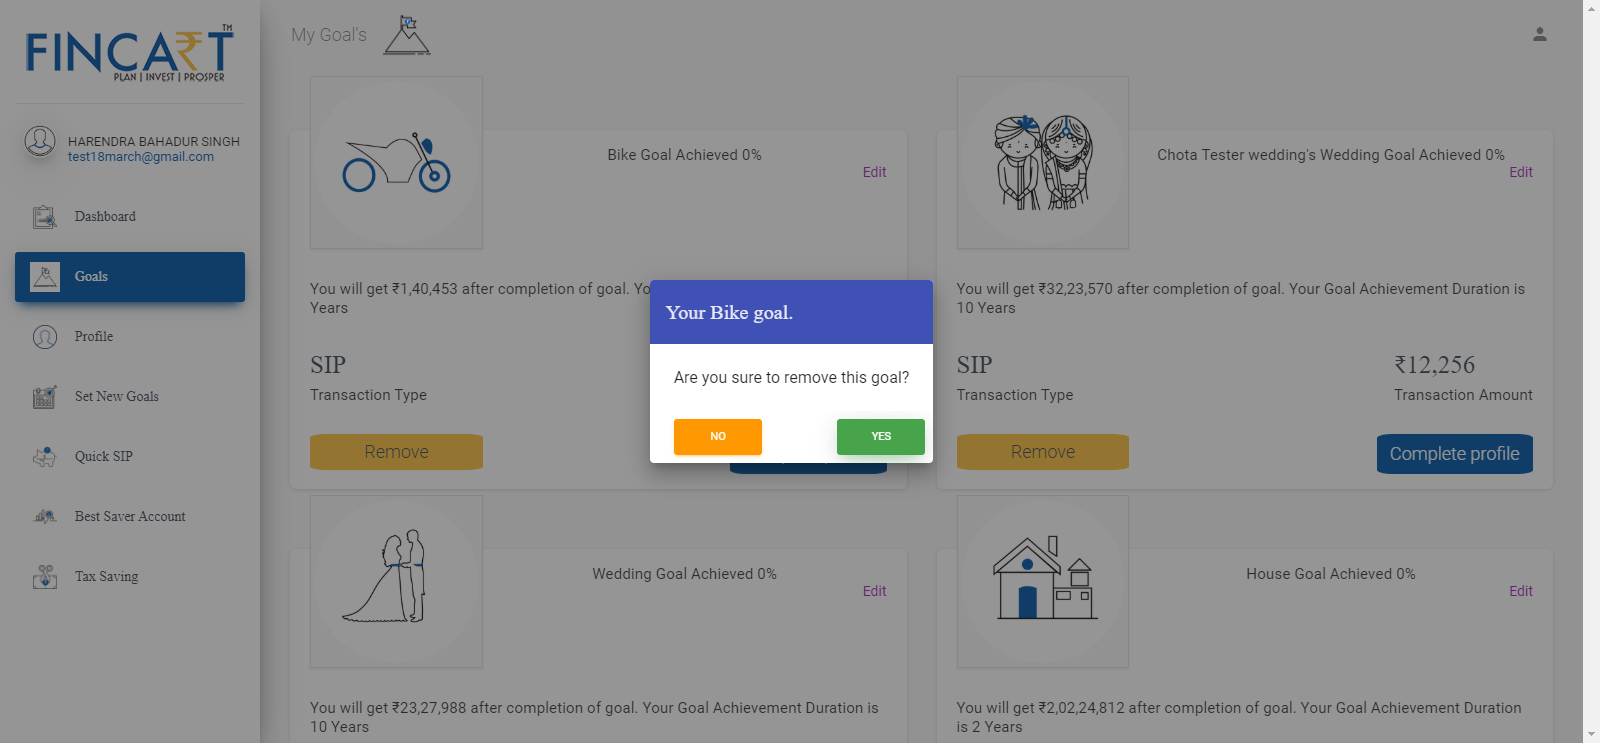 FINCART™
PLAN | INVEST | PROSPER
HARENDRA BAHADUR SINGH
test18march@gmail.com
Dashboard
Goals
Profile
Set New Goals
Quick SIP
Best Saver Account
Tax Saving
My Goal's
Bike Goal Achieved 0%
Edit
You will get ₹1,40,453 after completion of goal. Yo
Years
SIP
Transaction Type
Remove
Chota Tester wedding's Wedding Goal Achieved 0%
Edit
You will get ₹32,23,570 after completion of goal. Your Goal Achievement Duration is
10 Years
SIP
₹12,256
Transaction Type
Transaction Amount
Remove
Complete profile
Your Bike goal.
Are you sure to remove this goal?
NO
YES
Wedding Goal Achieved 0%
Edit
You will get ₹23,27,988 after completion of goal. Your Goal Achievement Duration is
10 Years
House Goal Achieved 0%
Edit
You will get ₹2,02,24,812 after completion of goal. Your Goal Achievement Duration
is 2 Years